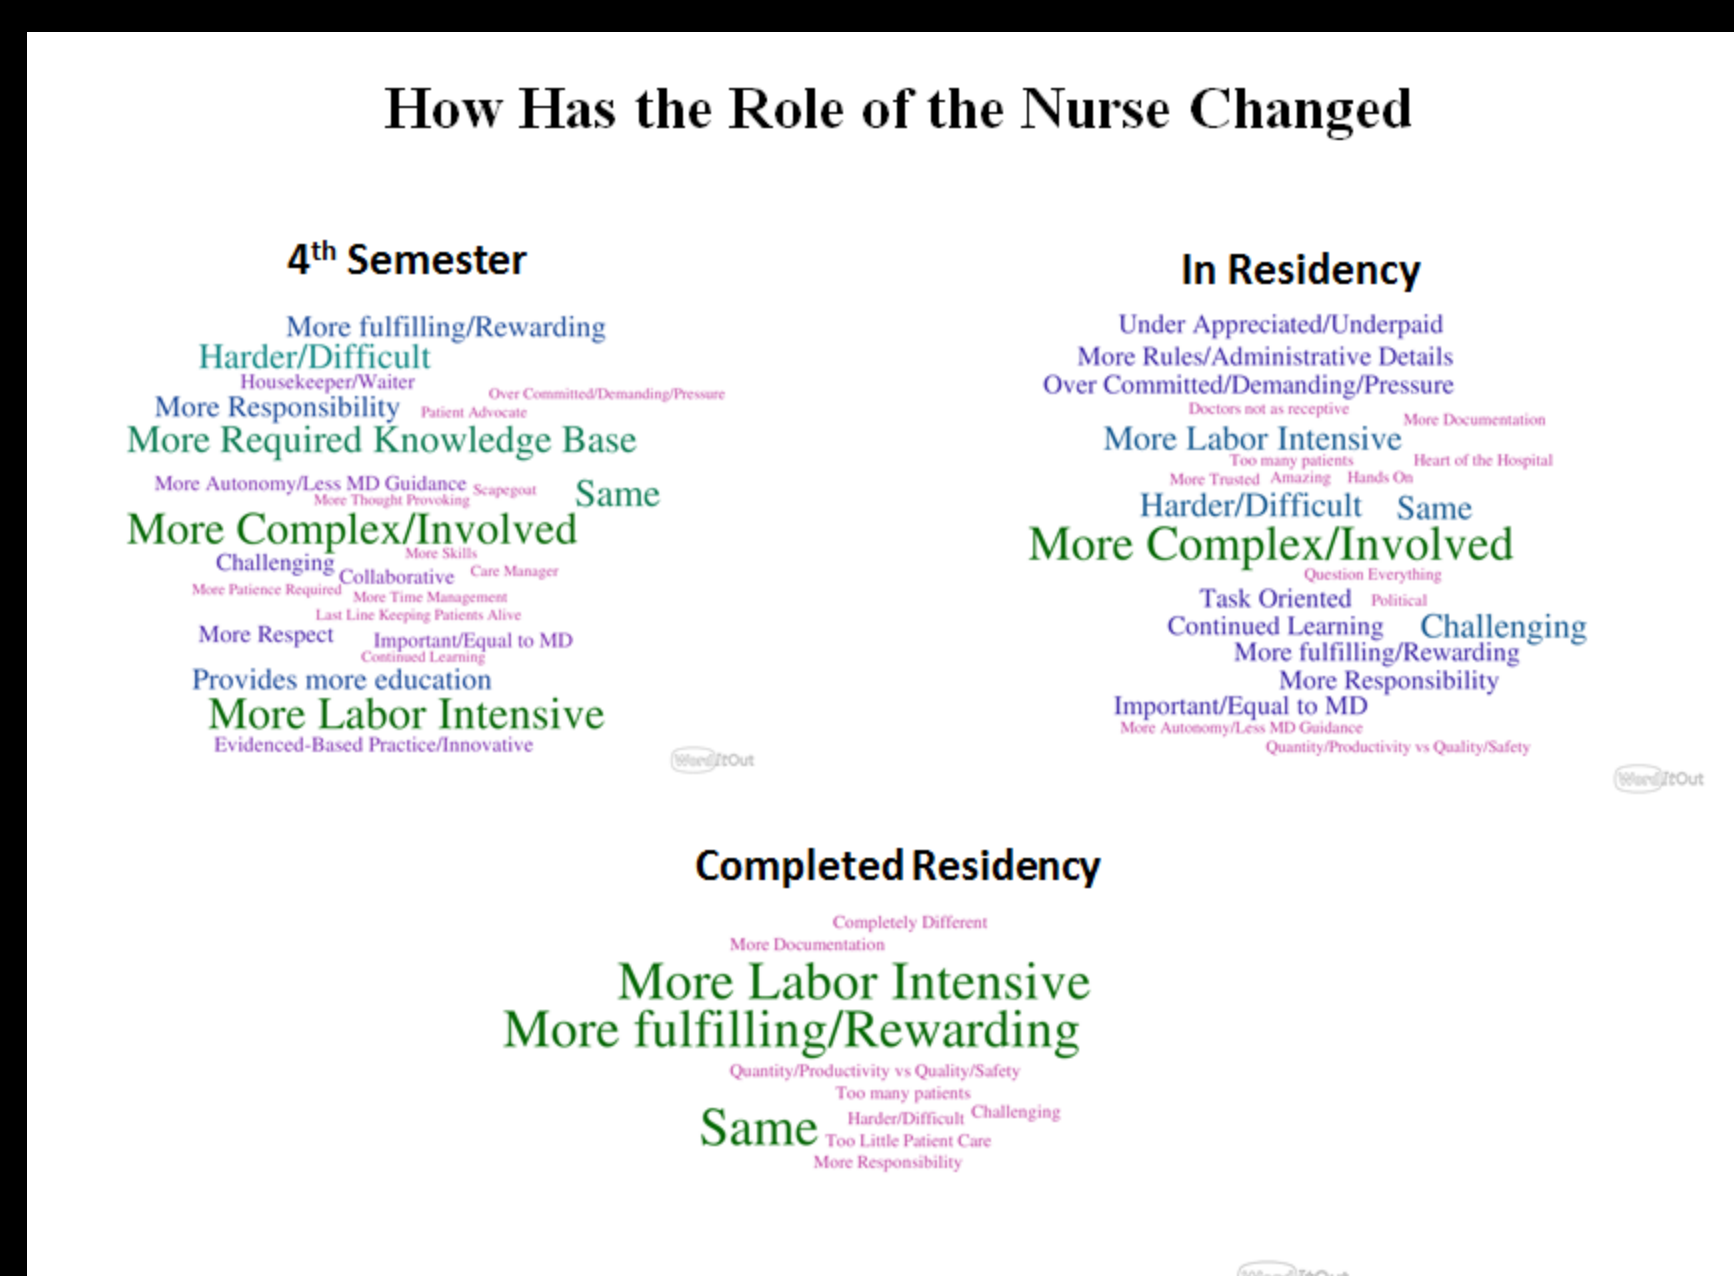 How Has the Role of the Nurse Changed
4th Semester
More fulfilling/Rewarding
Harder/Difficult
Housekeeper/Waiter
Over Committed/Demanding/Pressure
More Responsibility
Patient Advocate
More Required Knowledge Base
More Autonomy/Less MD Guidance
Scapegoat
More Thought Provoking
Same
More Complex/Involved
More Skills
Challenging
Collaborative
Care Manager
More Patience Required
More Time Management
Last Line Keeping Patients Alive
More Respect
Important/Equal to MD
Continued Learning
Provides more education
More Labor Intensive
Evidenced-Based Practice/Innovative
WordItOut
In Residency
Under Appreciated/Underpaid
More Rules/Administrative Details
Over Committed/Demanding/Pressure
Doctors not as receptive
More Documentation
More Labor Intensive
Too many patients
Heart of the Hospital
More Trusted
Amazing
Hands On
Harder/Difficult
Same
More Complex/Involved
Question Everything
Task Oriented
Political
Continued Learning
Challenging
More fulfilling/Rewarding
More Responsibility
Important/Equal to MD
More Autonomy/Less MD Guidance
Quantity/Productivity vs Quality/Safety
WordItOut
Completed Residency
Completely Different
More Documentation
More Labor Intensive
More fulfilling/Rewarding
Quantity/Productivity vs Quality/Safety
Too many patients
Harder/Difficult
Challenging
Same
Too Little Patient Care
More Responsibility
WordItOut